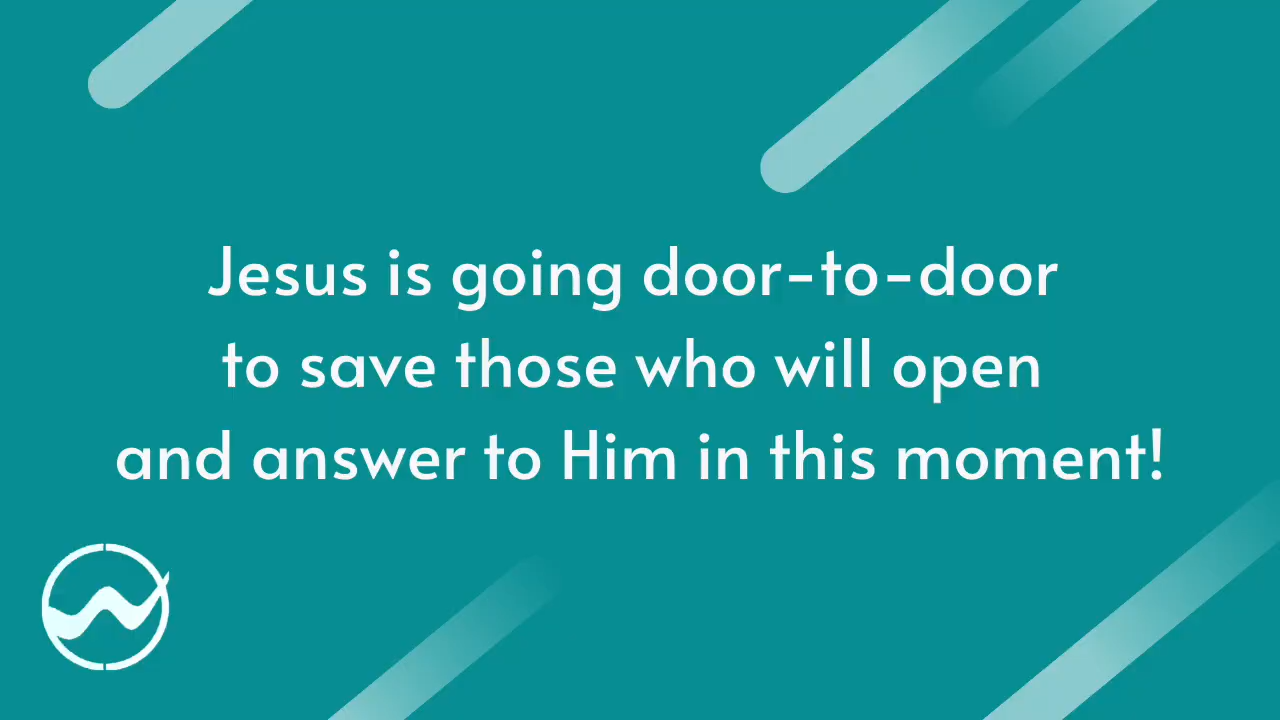 Jesus is going door-to-door
to save those who will open
and answer to Him in this moment!